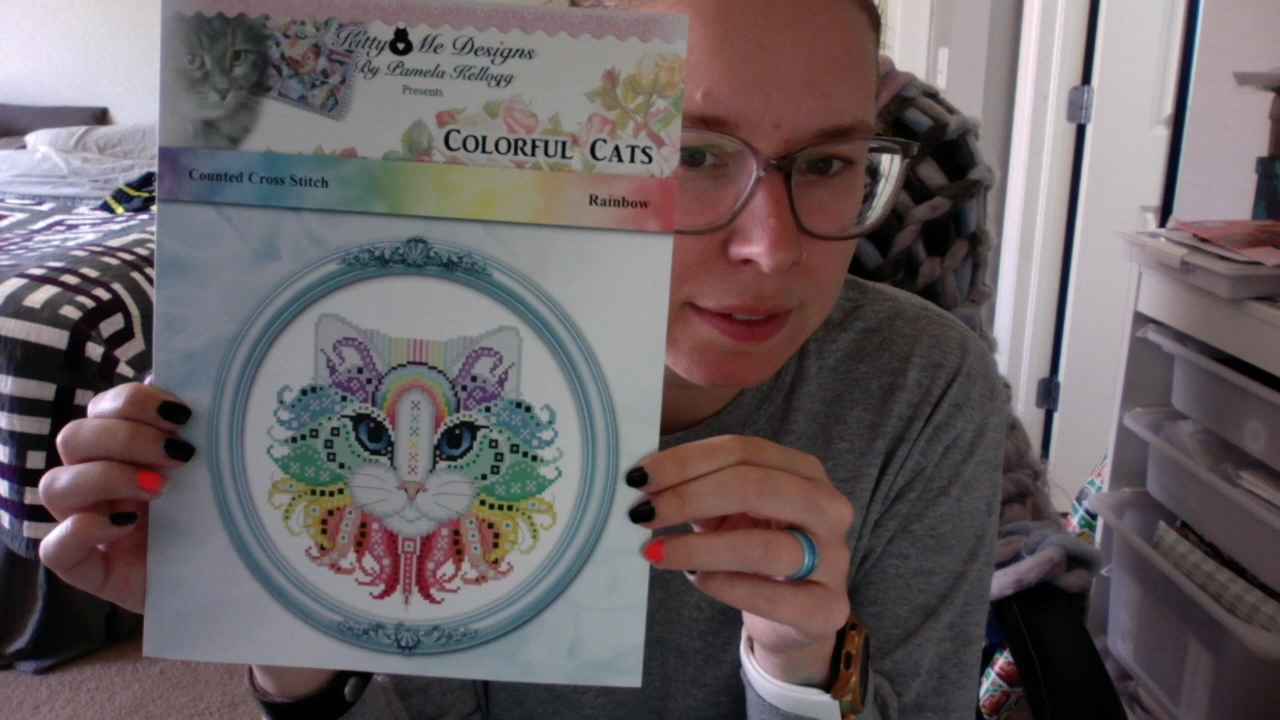 Kitty Me Designs
By Pamela Kellogg
Presents
COLORFUL CATS
Counted Cross Stitch
Rainbow